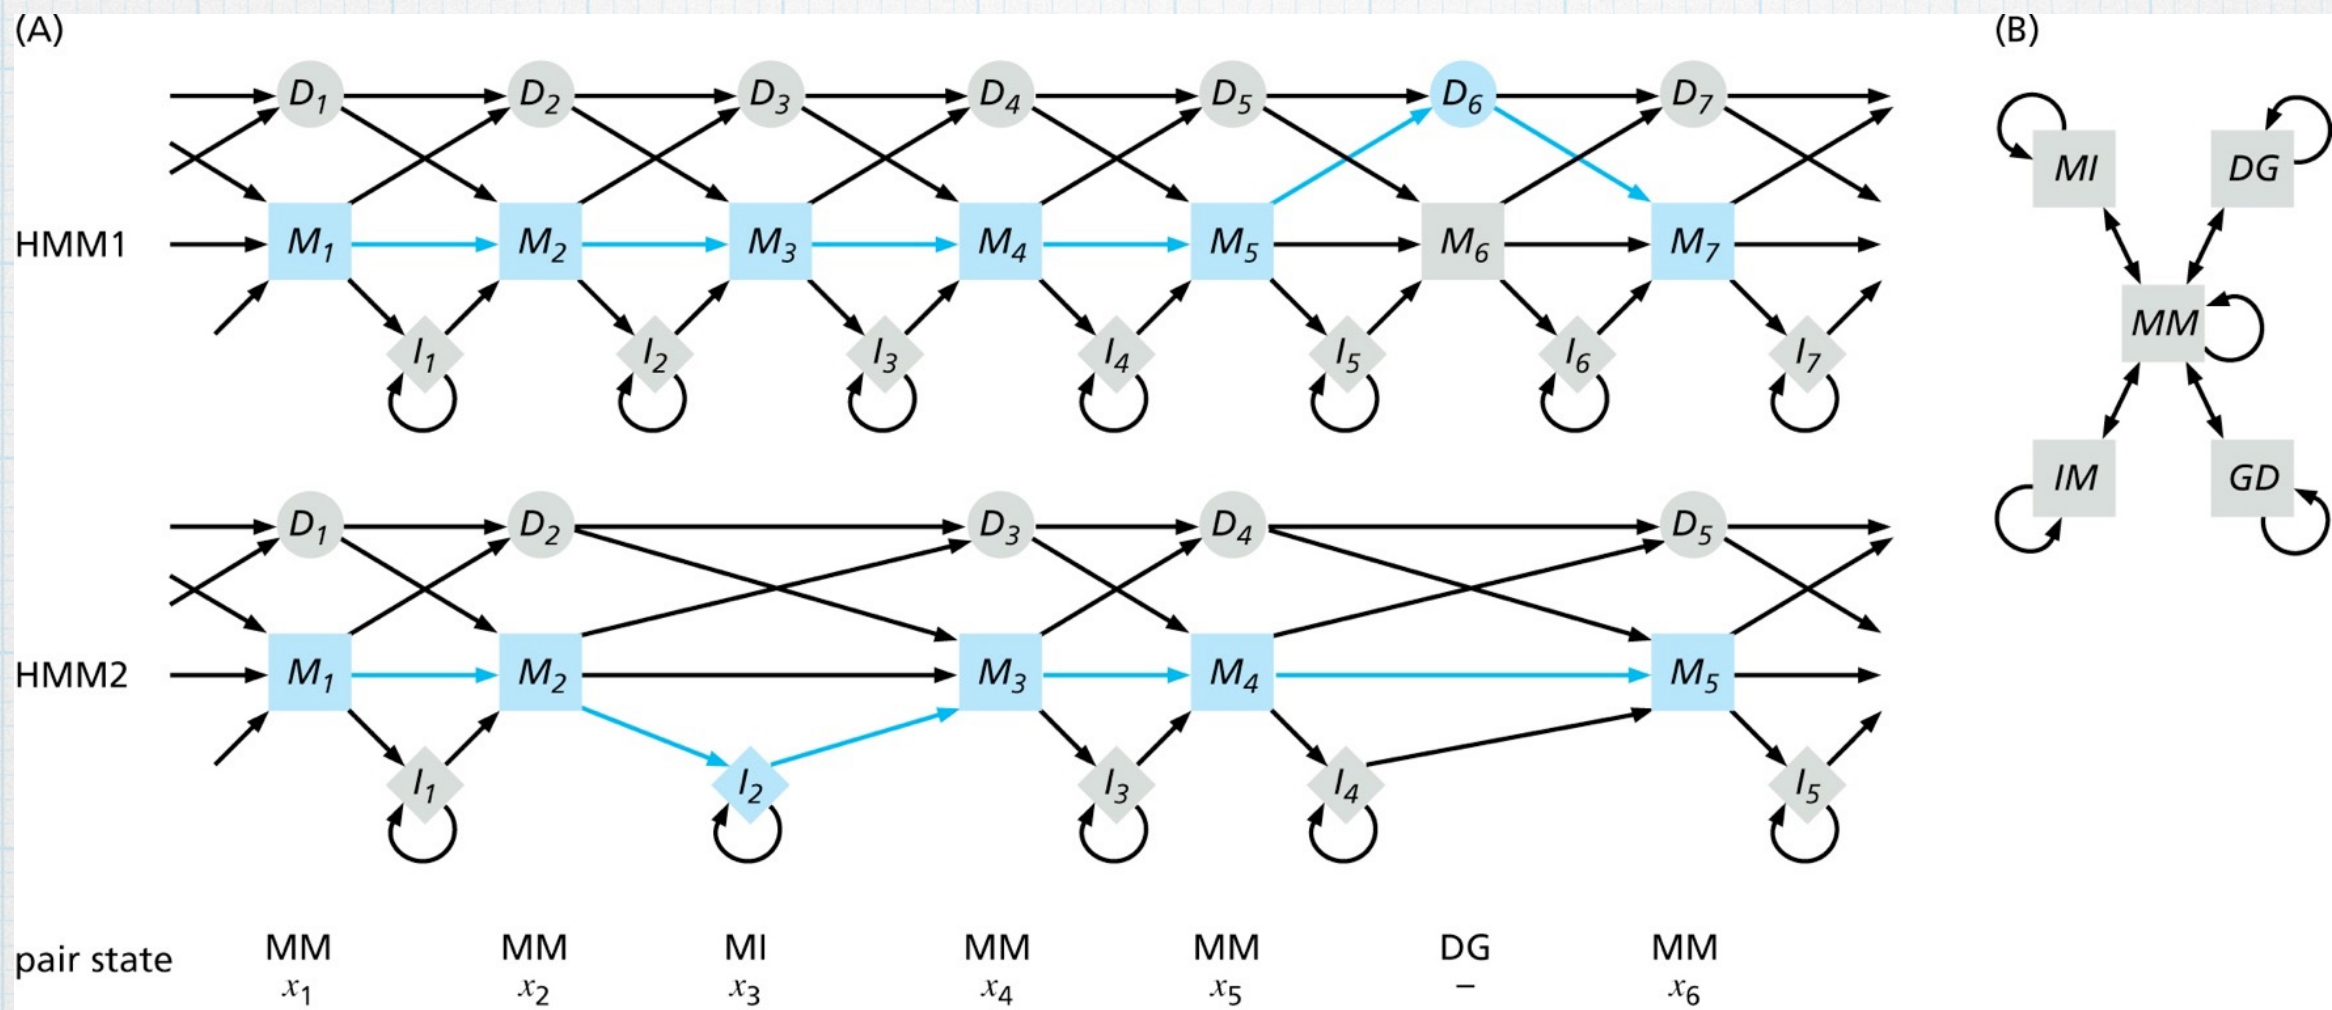 (A)
(B)
D1 D2 D3 D4 D5 D6 D7
HMM1 M1 M2 M3 M4 M5 M6 M7
I1 I2 I3 I4 I5 I6 I7
MI DG
MM
IM GD
D1 D2 D3 D4 D5
HMM2 M1 M2 M3 M4 M5
I1 I2 I3 I4 I5
pair state MM MM MI MM MM DG MM
x1 x2 x3 x4 x5 – x6